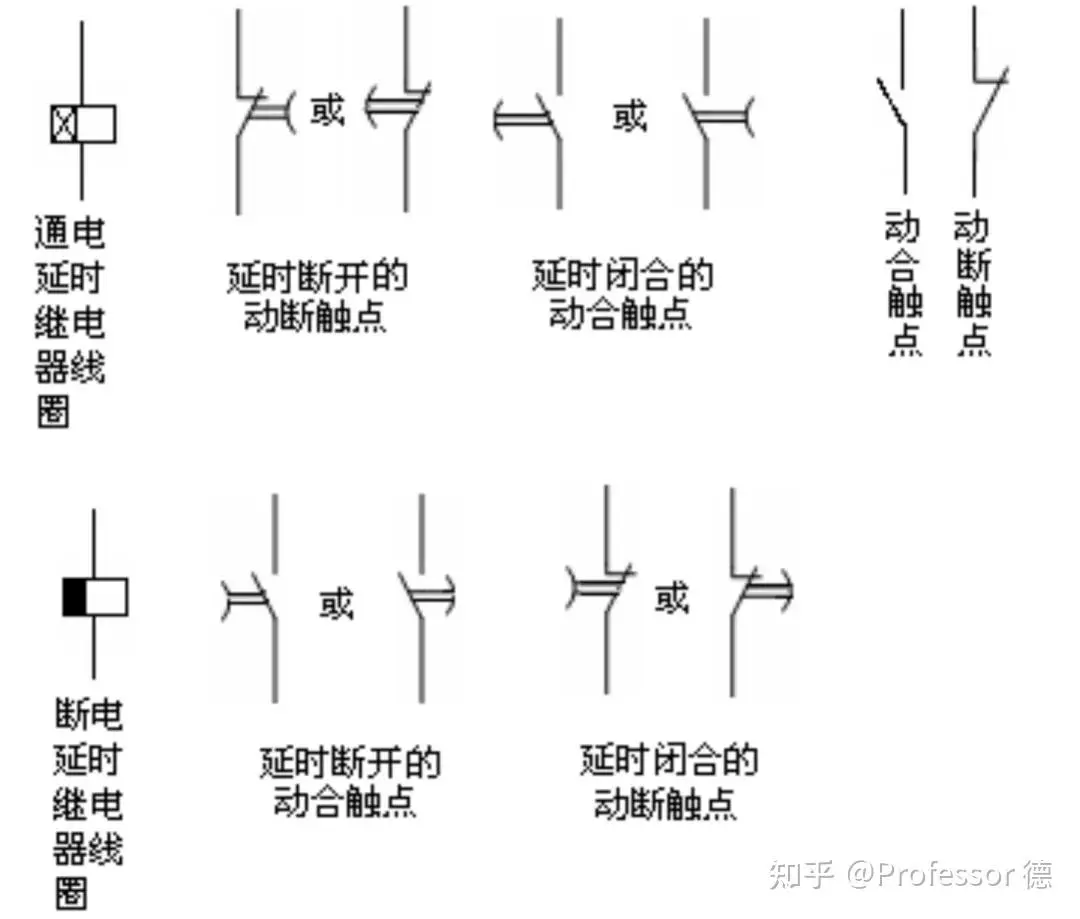 或
或
通电
延时
继电
器线
圈
延时断开的
动断触点
延时闭合的
动合触点
动合触点
动断触点
或
或
断电
延时
继电
器线
圈
延时断开的
动合触点
延时闭合的
动断触点
知乎 @Professor 德